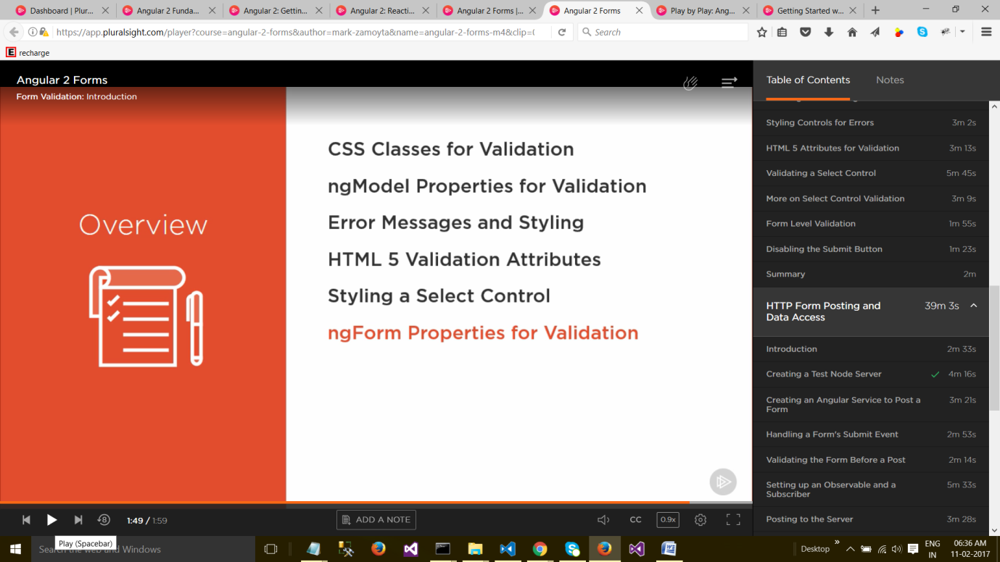 Dashboard | Plur...
Angular 2 Funda...
Angular 2: Gettin...
Angular 2: Reacti...
Angular 2 Forms |...
Angular 2 Forms
Play by Play: Ang...
Getting Started w...
https://app.pluralsight.com/player?course=angular-2-forms&author=mark-zamoyta&name=angular-2-forms-m4&clip=
Search
E recharge
Angular 2 Forms
Form Validation: Introduction
Overview
CSS Classes for Validation
ngModel Properties for Validation
Error Messages and Styling
HTML 5 Validation Attributes
Styling a Select Control
ngForm Properties for Validation
8
1:49 / 1:59
ADD A NOTE
CC
0.9x
Play (Spacebar)
Table of Contents
Notes
Styling Controls for Errors 3m 2s
HTML 5 Attributes for Validation 3m 13s
Validating a Select Control 5m 45s
More on Select Control Validation 3m 9s
Form Level Validation 1m 55s
Disabling the Submit Button 1m 23s
Summary 2m
HTTP Form Posting and 39m 3s
Data Access
Introduction 2m 33s
Creating a Test Node Server 4m 16s
Creating an Angular Service to Post a 3m 21s
Form
Handling a Form's Submit Event 2m 53s
Validating the Form Before a Post 2m 14s
Setting up an Observable and a 5m 33s
Subscriber
Posting to the Server 3m 28s
Search the web and Windows
Desktop
ENG
IN
06:36 AM
11-02-2017